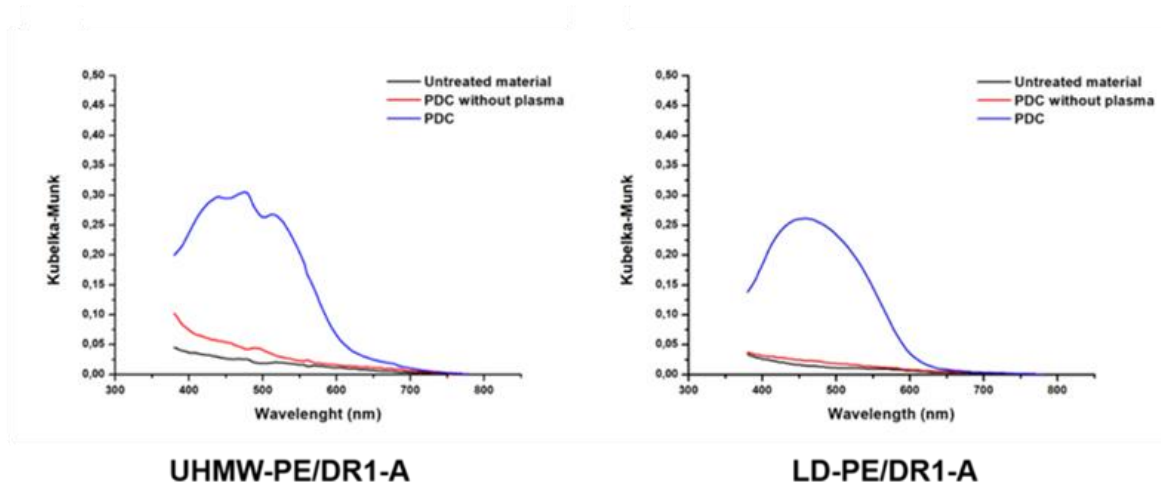 0,50
0,45
0,40
0,35
0,30
0,25
0,20
0,15
0,10
0,05
0,00
Kubelka-Munk
300 400 500 600 700 800
Wavelenght (nm)
Untreated material
PDC without plasma
PDC
UHMW-PE/DR1-A
0,50
0,45
0,40
0,35
0,30
0,25
0,20
0,15
0,10
0,05
0,00
Kubelka-Munk
300 400 500 600 700 800
Wavelength (nm)
Untreated material
PDC without plasma
PDC
LD-PE/DR1-A